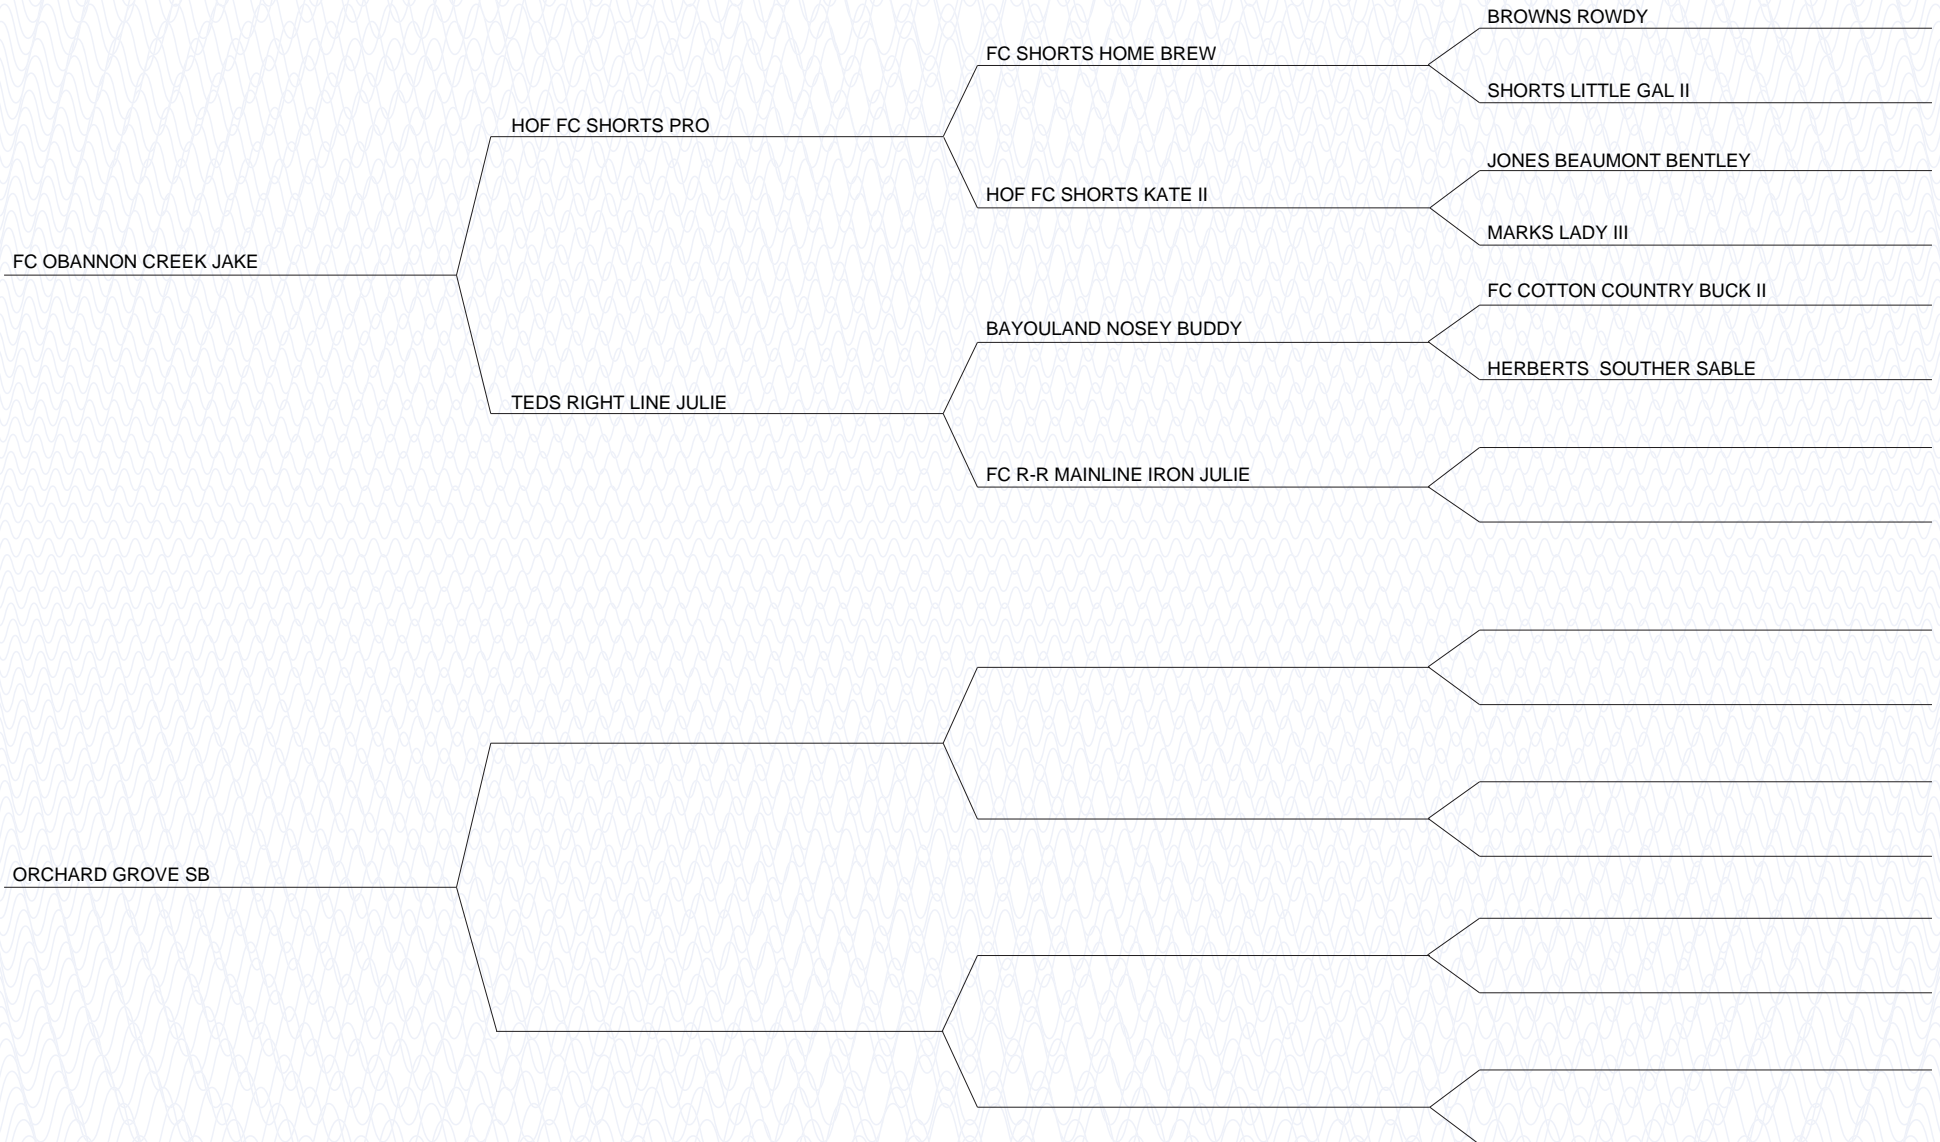 BROWNS ROWDY
FC SHORTS HOME BREW
SHORTS LITTLE GAL II
HOF FC SHORTS PRO
JONES BEAUMONT BENTLEY
HOF FC SHORTS KATE II
MARKS LADY III
FC OBANNON CREEK JAKE
FC COTTON COUNTRY BUCK II
BAYOULAND NOSEY BUDDY
HERBERTS  SOUTHER SABLE
TEDS RIGHT LINE JULIE
FC R-R MAINLINE IRON JULIE
ORCHARD GROVE SB